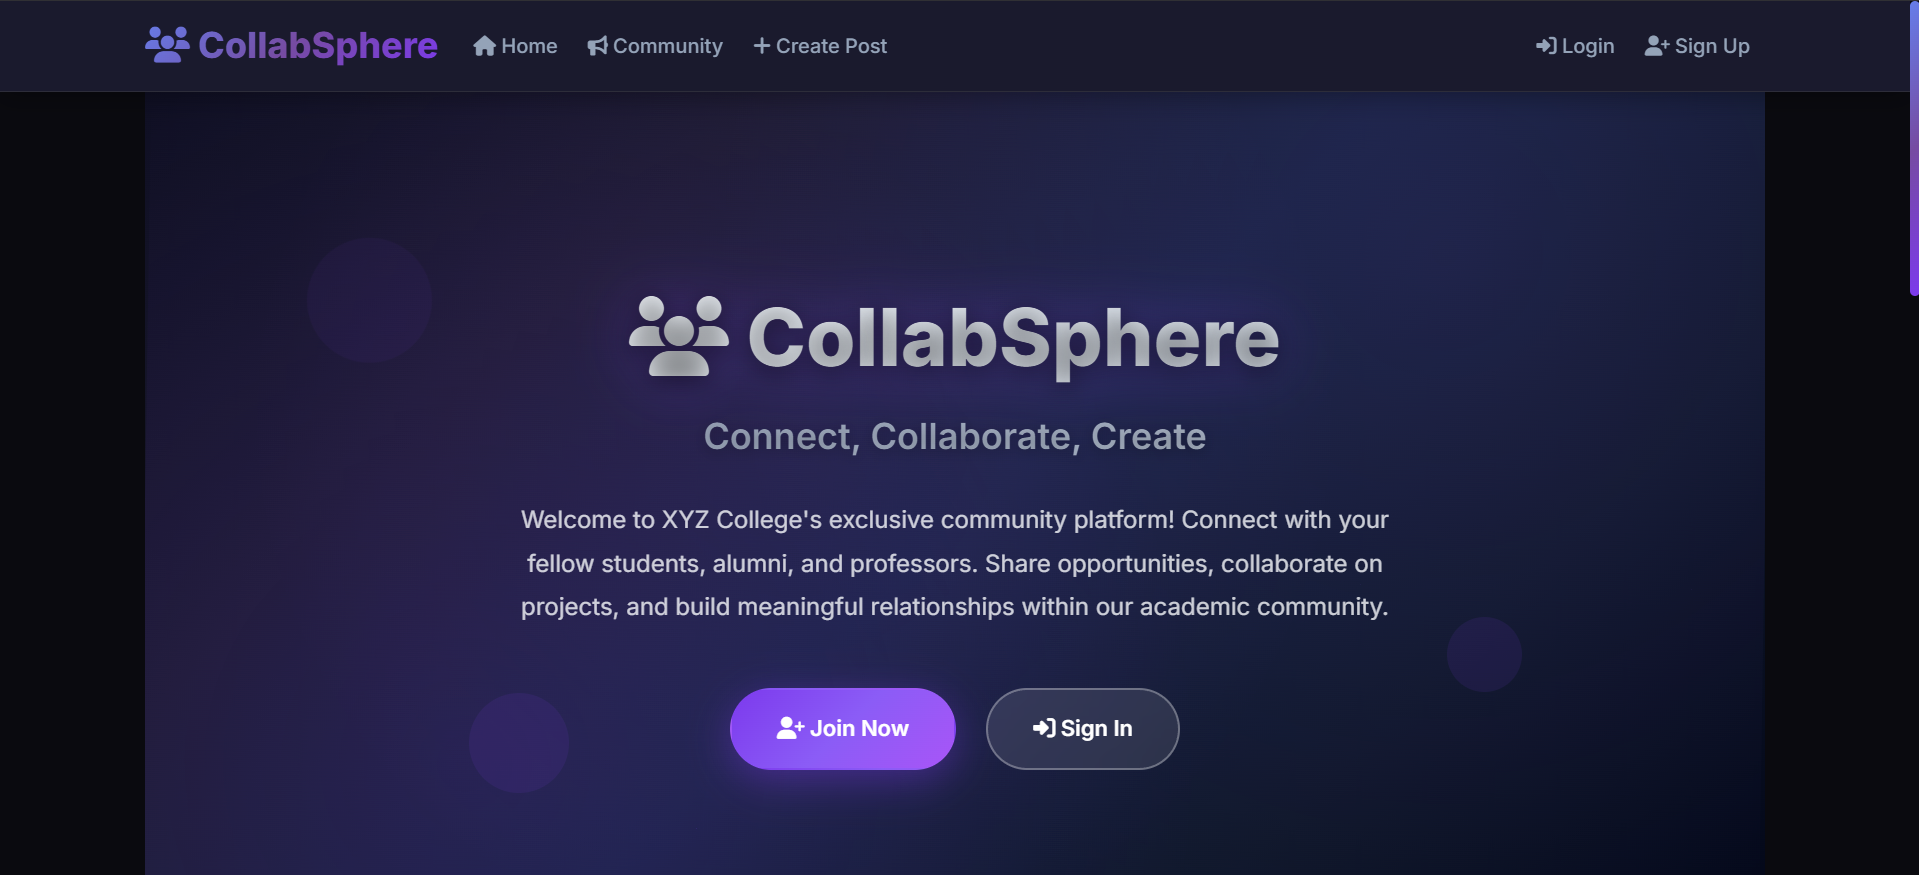 CollabSphere
Home
Community
Create Post
Login
Sign Up
CollabSphere
Connect, Collaborate, Create
Welcome to XYZ College's exclusive community platform! Connect with your
fellow students, alumni, and professors. Share opportunities, collaborate on
projects, and build meaningful relationships within our academic community.
Join Now
Sign In